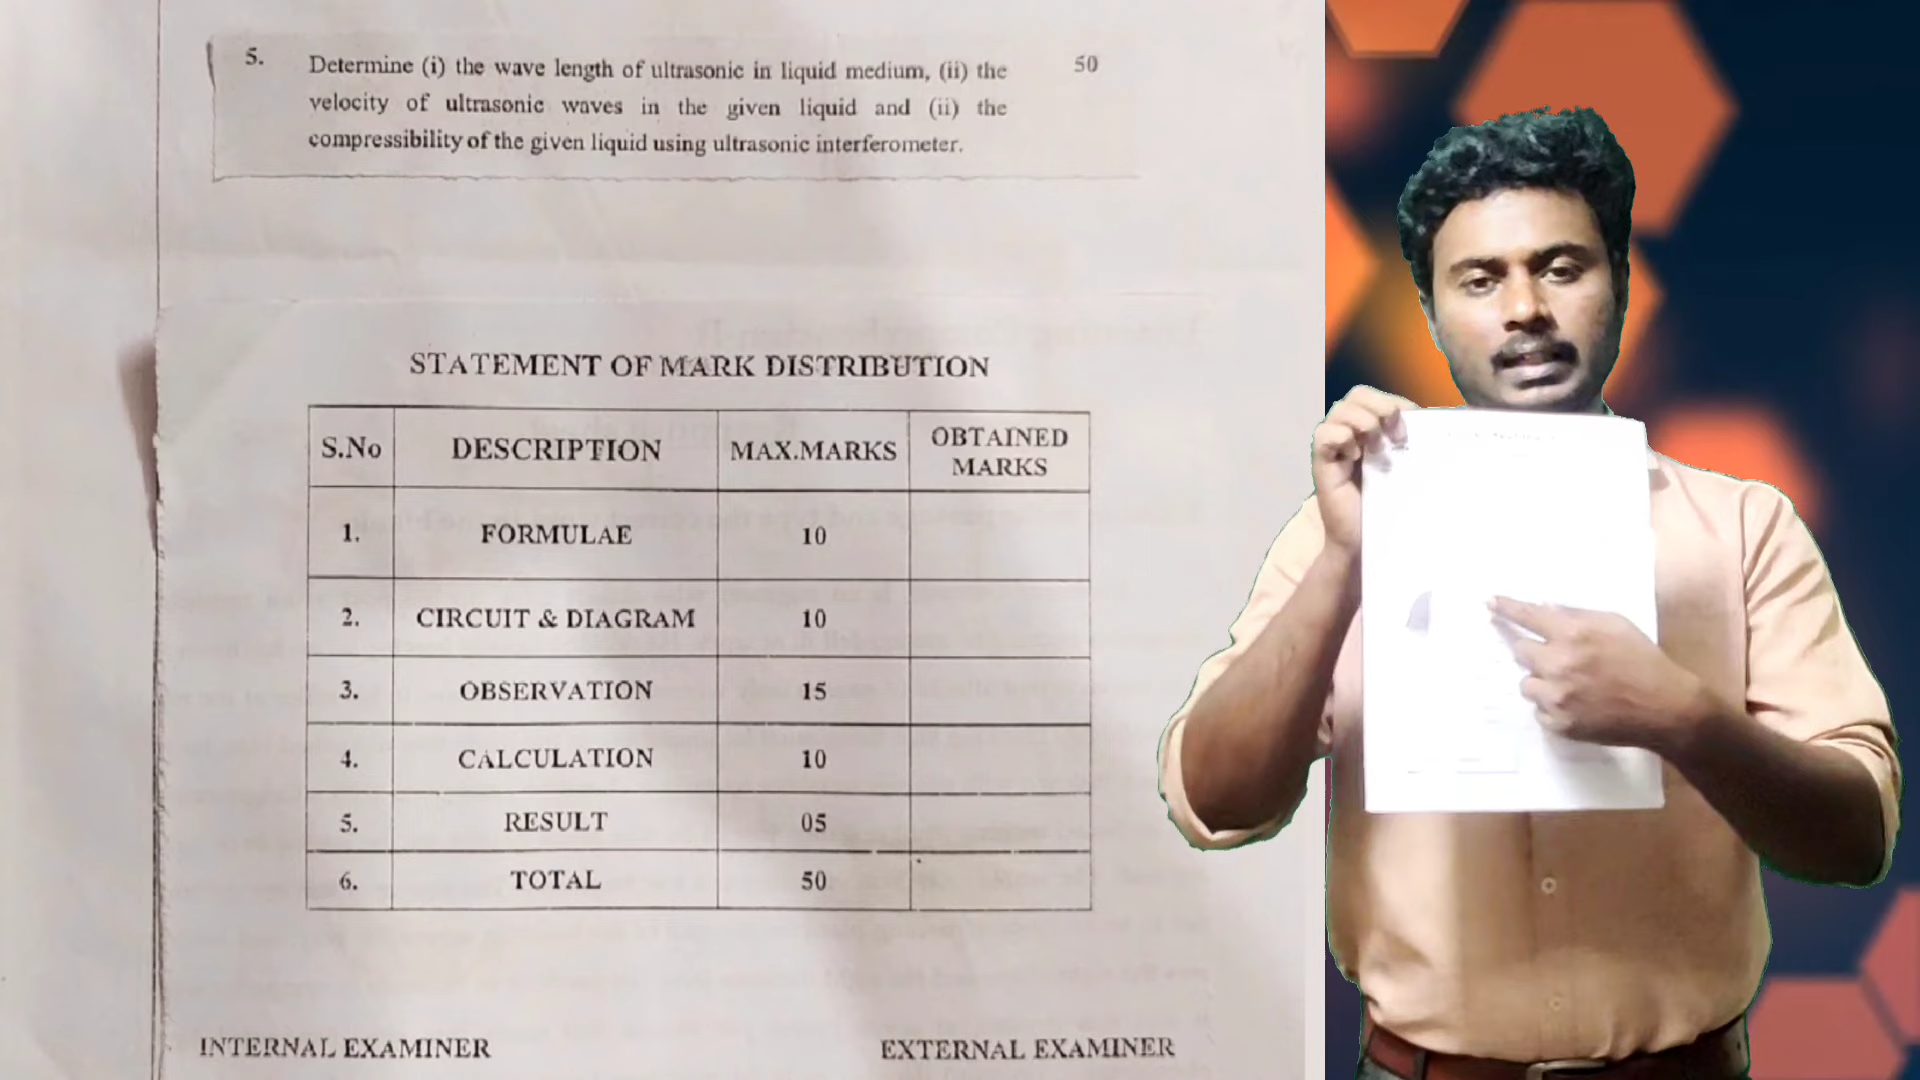 5. Determine (i) the wave length of ultrasonic in liquid medium, (ii) the 50
velocity of ultrasonic waves in the given liquid and (ii) the
compressibility of the given liquid using ultrasonic interferometer.
STATEMENT OF MARK DISTRIBUTION
S.No DESCRIPTION MAX.MARKS OBTAINED MARKS
1. FORMULAE 10
2. CIRCUIT & DIAGRAM 10
3. OBSERVATION 15
4. CALCULATION 10
5. RESULT 05
6. TOTAL 50
INTERNAL EXAMINER EXTERNAL EXAMINER